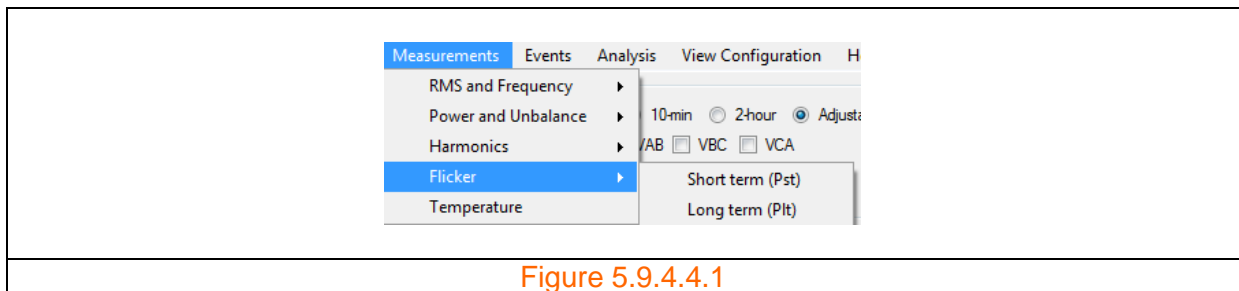 Measurements Events Analysis View Configuration H
RMS and Frequency
Power and Unbalance 10-min 2-hour Adjusta
Harmonics VAB VBC VCA
Flicker Short term (Pst)
Temperature Long term (Plt)
Figure 5.9.4.4.1